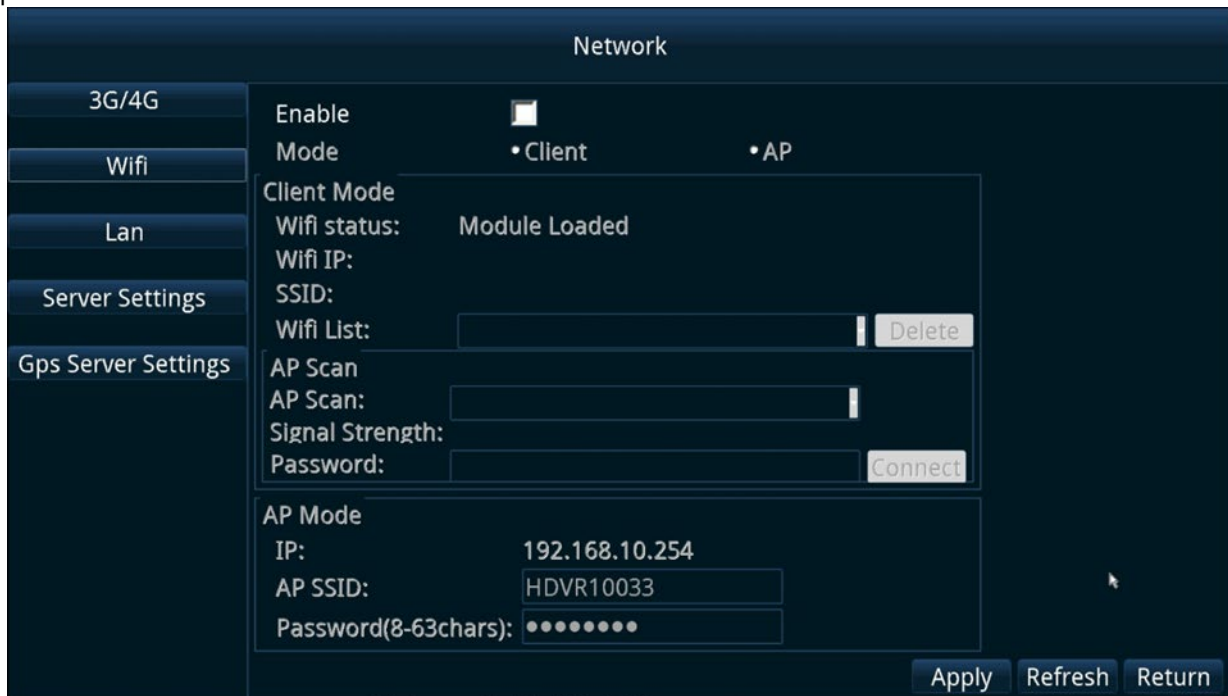 Network
3G/4G
Wifi
Lan
Server Settings
Gps Server Settings
Enable
Mode •Client •AP
Client Mode
Wifi status: Module Loaded
Wifi IP:
SSID:
Wifi List: Delete
AP Scan
AP Scan:
Signal Strength:
Password: Connect
AP Mode
IP: 192.168.10.254
AP SSID: HDVR10033
Password(8-63chars): ●●●●●●●●
Apply Refresh Return